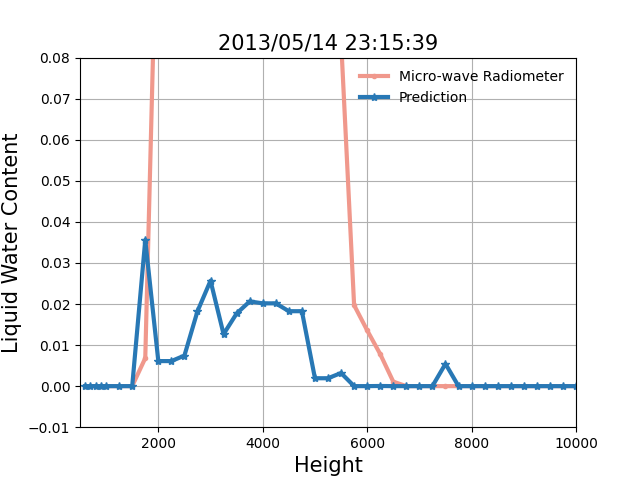 2013/05/14 23:15:39
0.08
0.07
0.06
0.05
0.04
0.03
0.02
0.01
0.00
−0.01
Liquid Water Content
Micro-wave Radiometer
Prediction
2000 4000 6000 8000 10000
Height